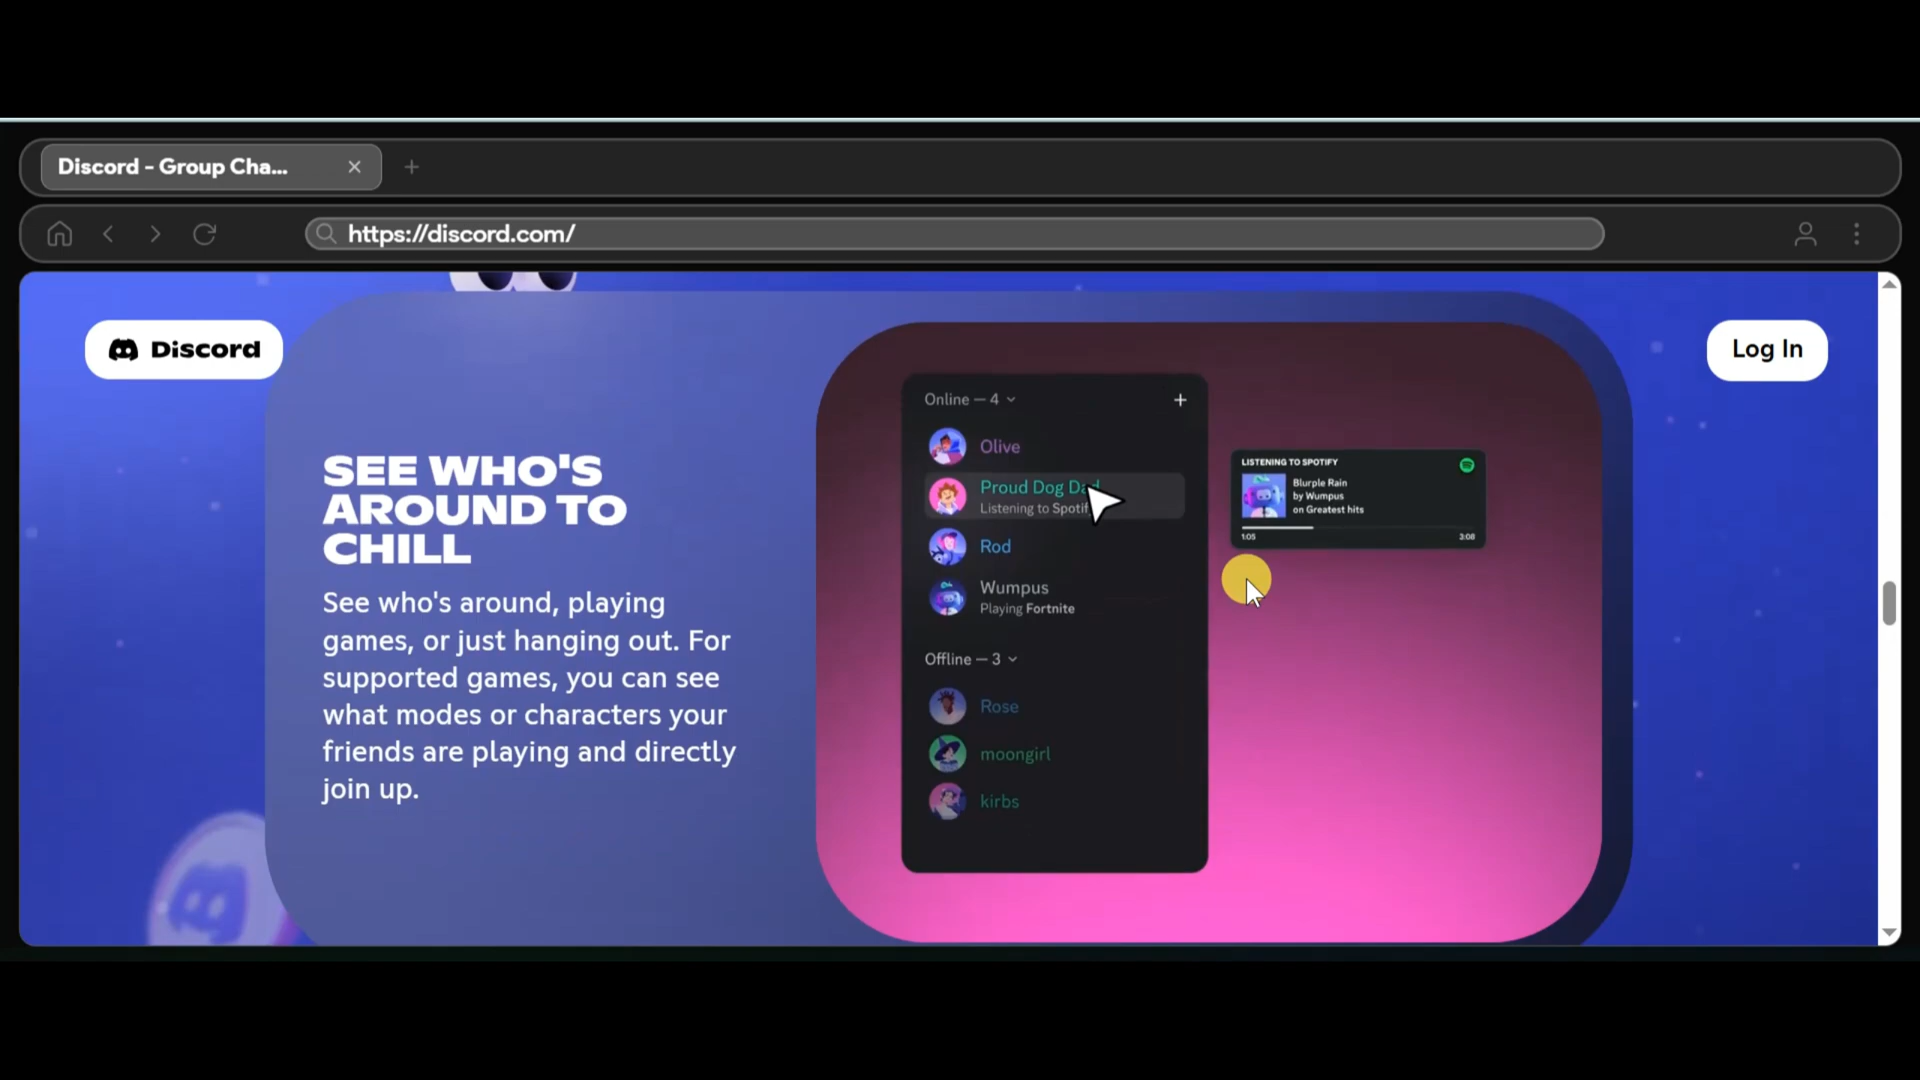 Discord - Group Cha...
https://discord.com/
Discord
Log In
SEE WHO'S
AROUND TO
CHILL
See who's around, playing
games, or just hanging out. For
supported games, you can see
what modes or characters your
friends are playing and directly
join up.
Online — 4
Olive
Proud Dog Dad
Listening to Spotif
Rod
Wumpus
Playing Fortnite
Offline — 3
Rose
moongirl
kirbs
LISTENING TO SPOTIFY
Blurple Rain
by Wumpus
on Greatest hits
1:05
3:08